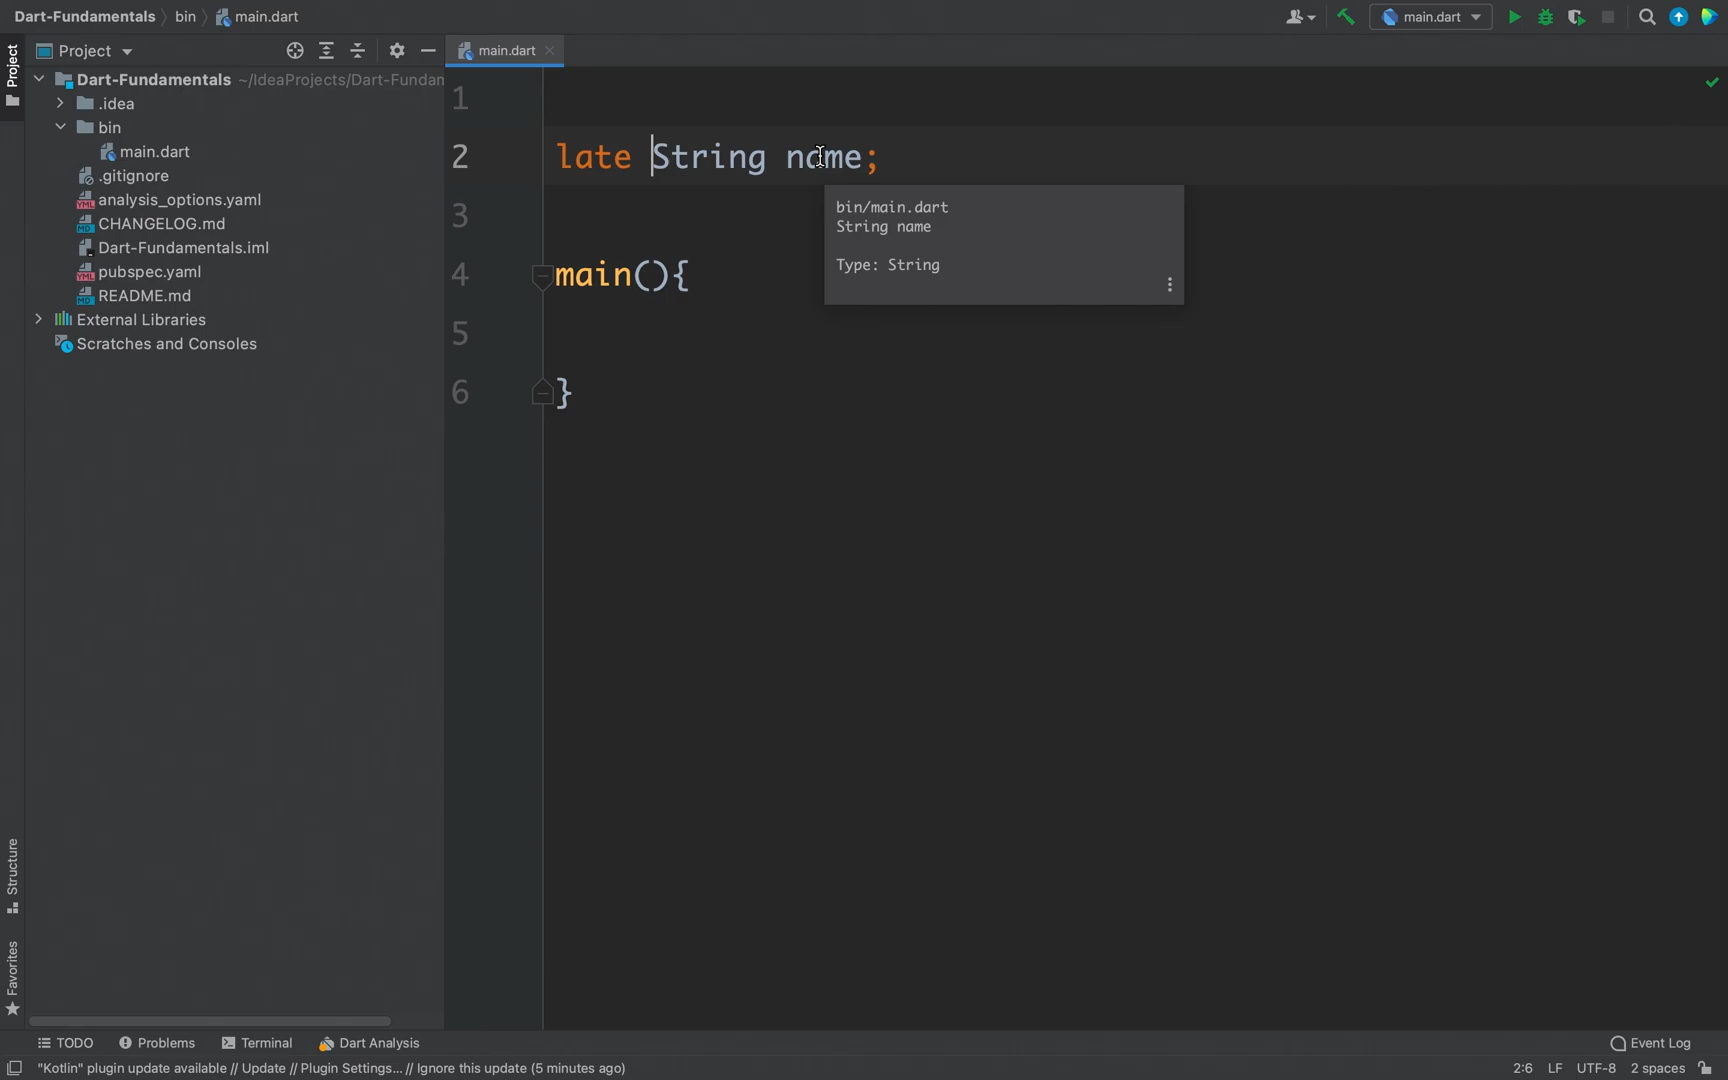 Dart-Fundamentals bin main.dart
main.dart
Project
Project
main.dart
Dart-Fundamentals ~/IdeaProjects/Dart-Fundam
.idea
bin
main.dart
.gitignore
analysis_options.yaml
CHANGELOG.md
Dart-Fundamentals.iml
pubspec.yaml
README.md
External Libraries
Scratches and Consoles
1
2 late String name;
3
4 main(){
5
6 }
bin/main.dart
String name
Type: String
Structure
Favorites
TODO Problems Terminal Dart Analysis Event Log
"Kotlin" plugin update available // Update // Plugin Settings... // Ignore this update (5 minutes ago) 2:6 LF UTF-8 2 spaces